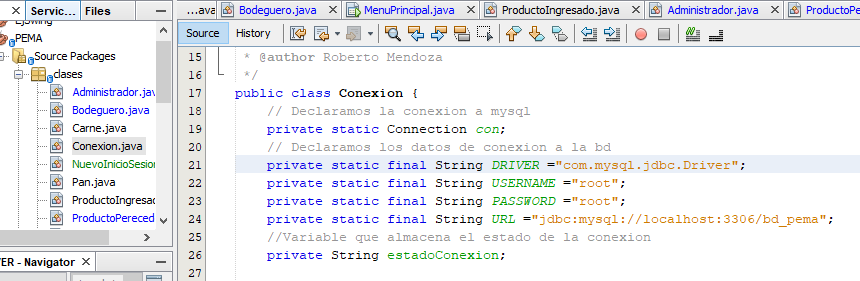 Servic... Files
...ava Bodeguero.java MenuPrincipal.java ProductoIngresado.java Administrador.java ProductoPe
Source History
PEMA
Source Packages
clases
Administrador.java
Bodeguero.java
Carne.java
Conexion.java
NuevoInicioSesion
Pan.java
ProductoIngresado
ProductoPereced
VER - Navigator
15 * @author Roberto Mendoza
16 */
17 public class Conexion {
18 // Declaramos la conexion a mysql
19 private static Connection con;
20 // Declaramos los datos de conexion a la bd
21 private static final String DRIVER ="com.mysql.jdbc.Driver";
22 private static final String USERNAME ="root";
23 private static final String PASSWORD ="root";
24 private static final String URL ="jdbc:mysql://localhost:3306/bd_pema";
25 //Variable que almacena el estado de la conexion
26 private String estadoConexion;
27